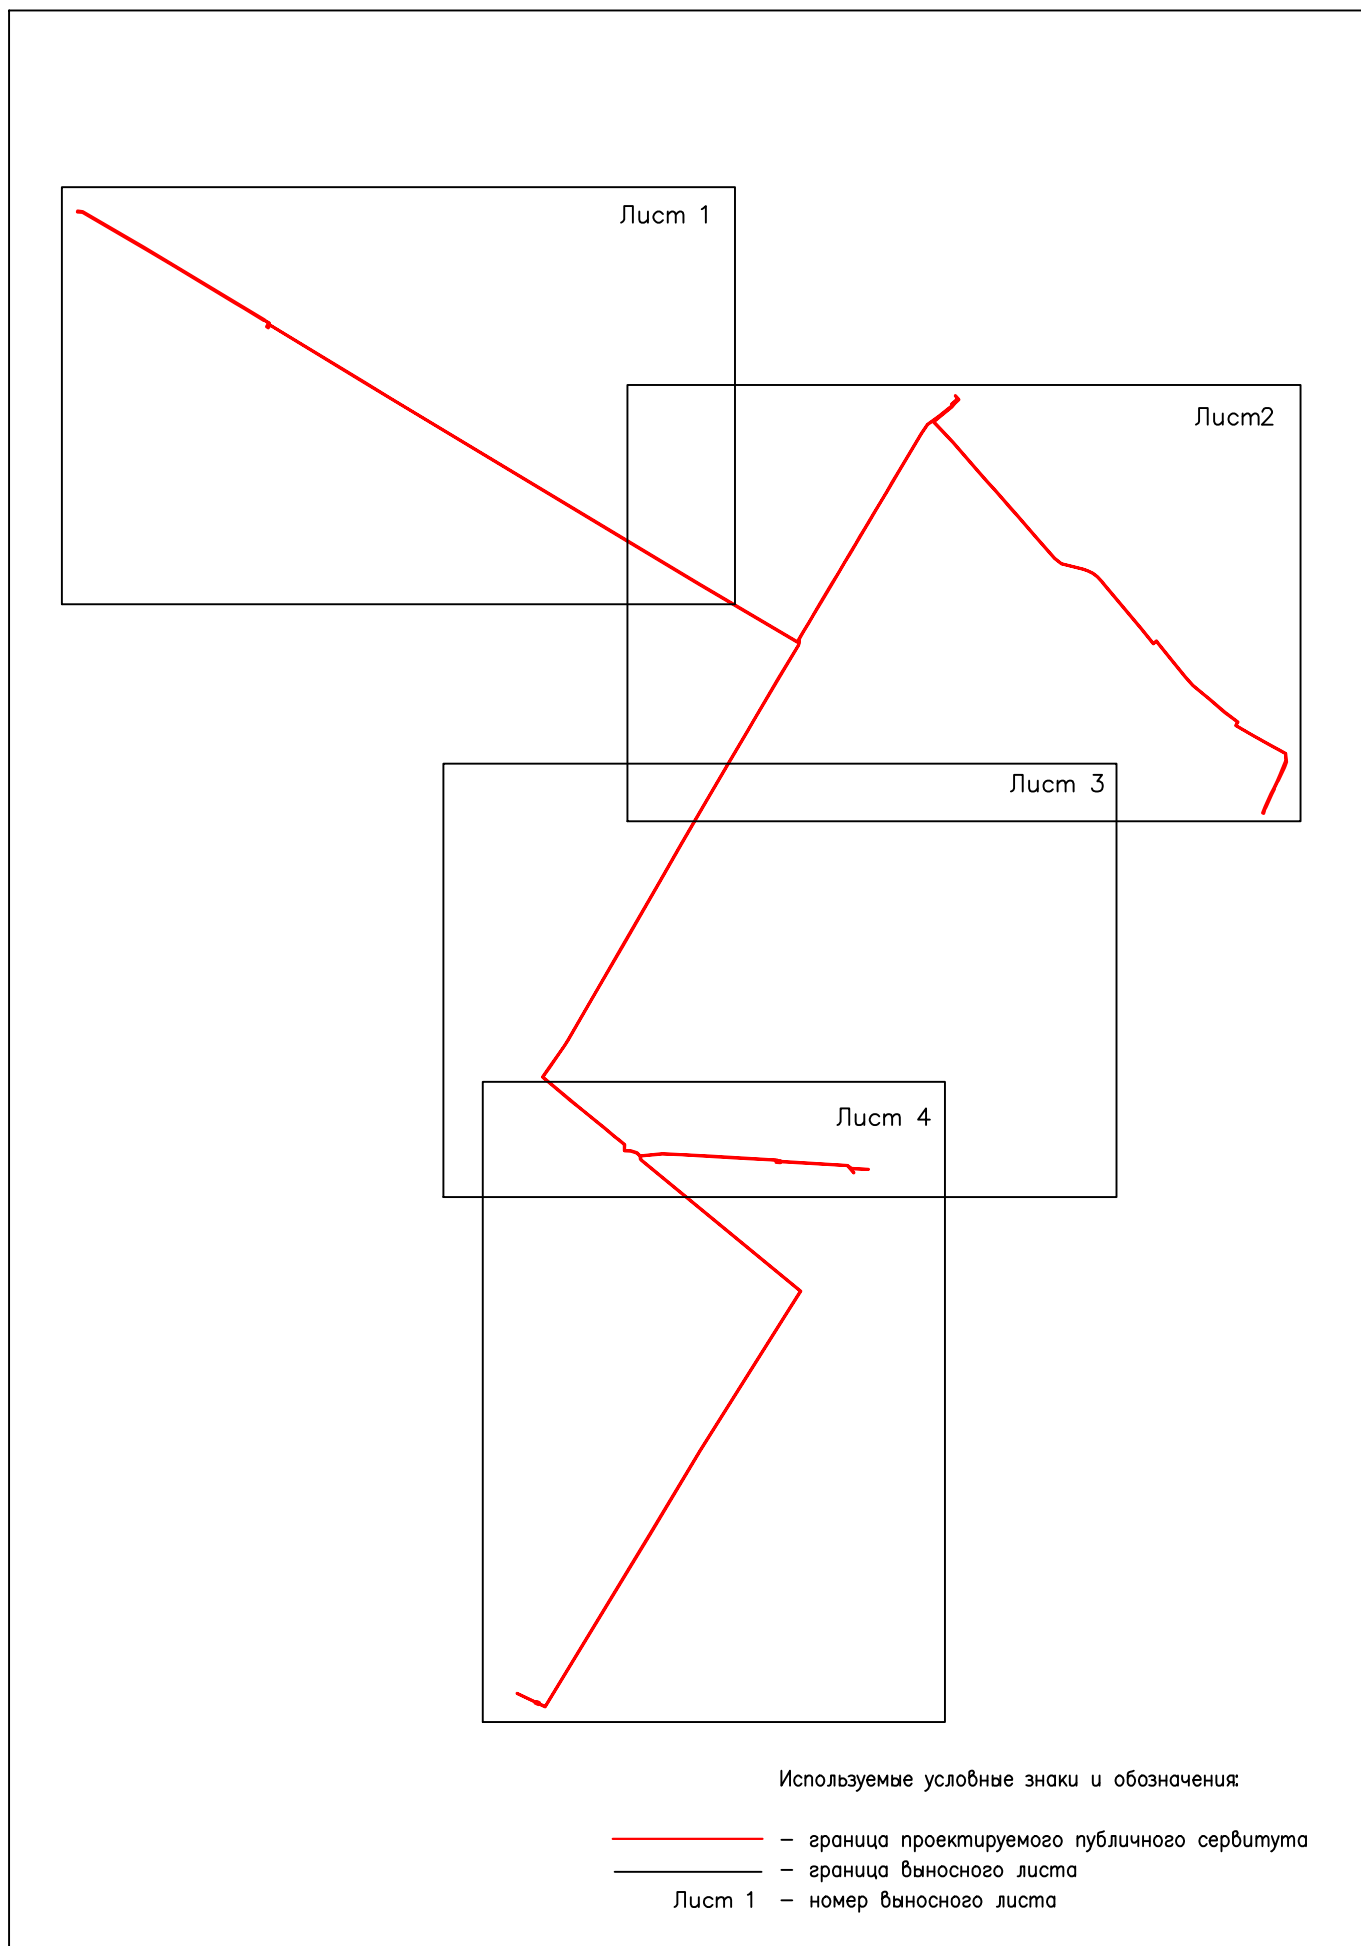 Лист 1
Лист2
Лист 3
Лист 4
Используемые условные знаки и обозначения:
– граница проектируемого публичного сервитута
– граница выносного листа
Лист 1 – номер выносного листа